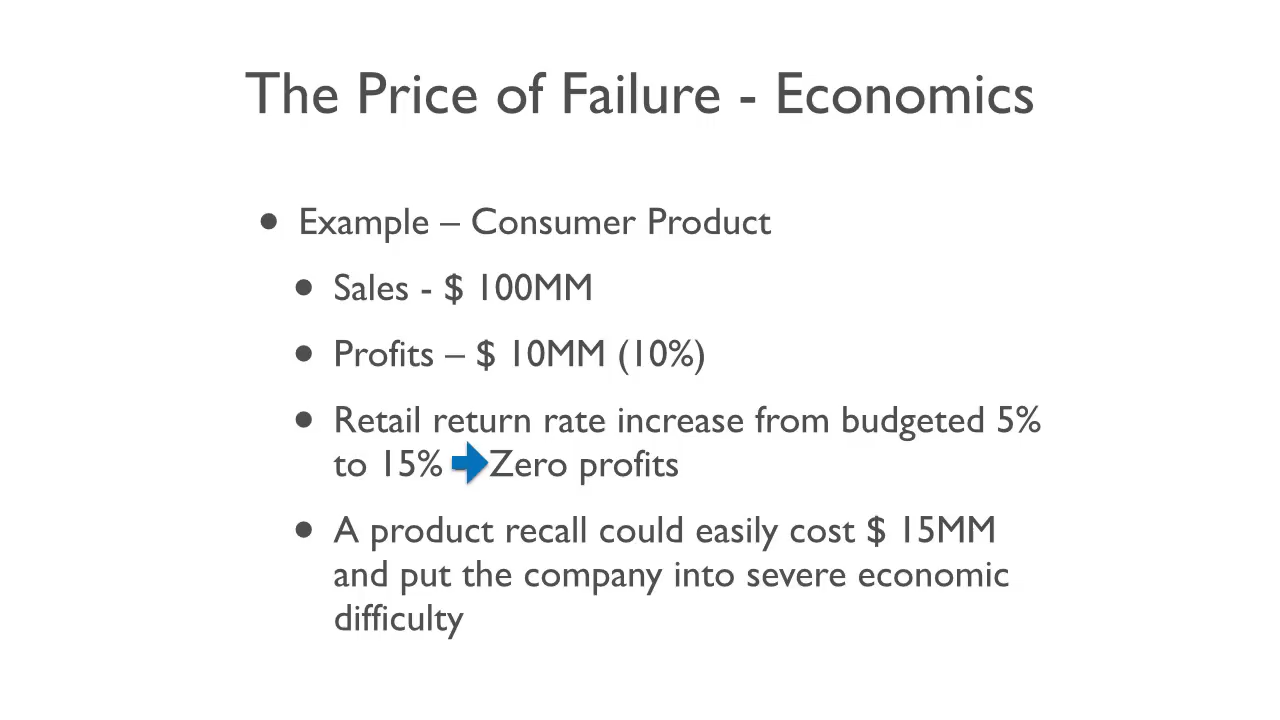 The Price of Failure - Economics
• Example – Consumer Product
• Sales - $ 100MM
• Profits – $ 10MM (10%)
• Retail return rate increase from budgeted 5%
to 15% Zero profits
• A product recall could easily cost $ 15MM
and put the company into severe economic
difficulty